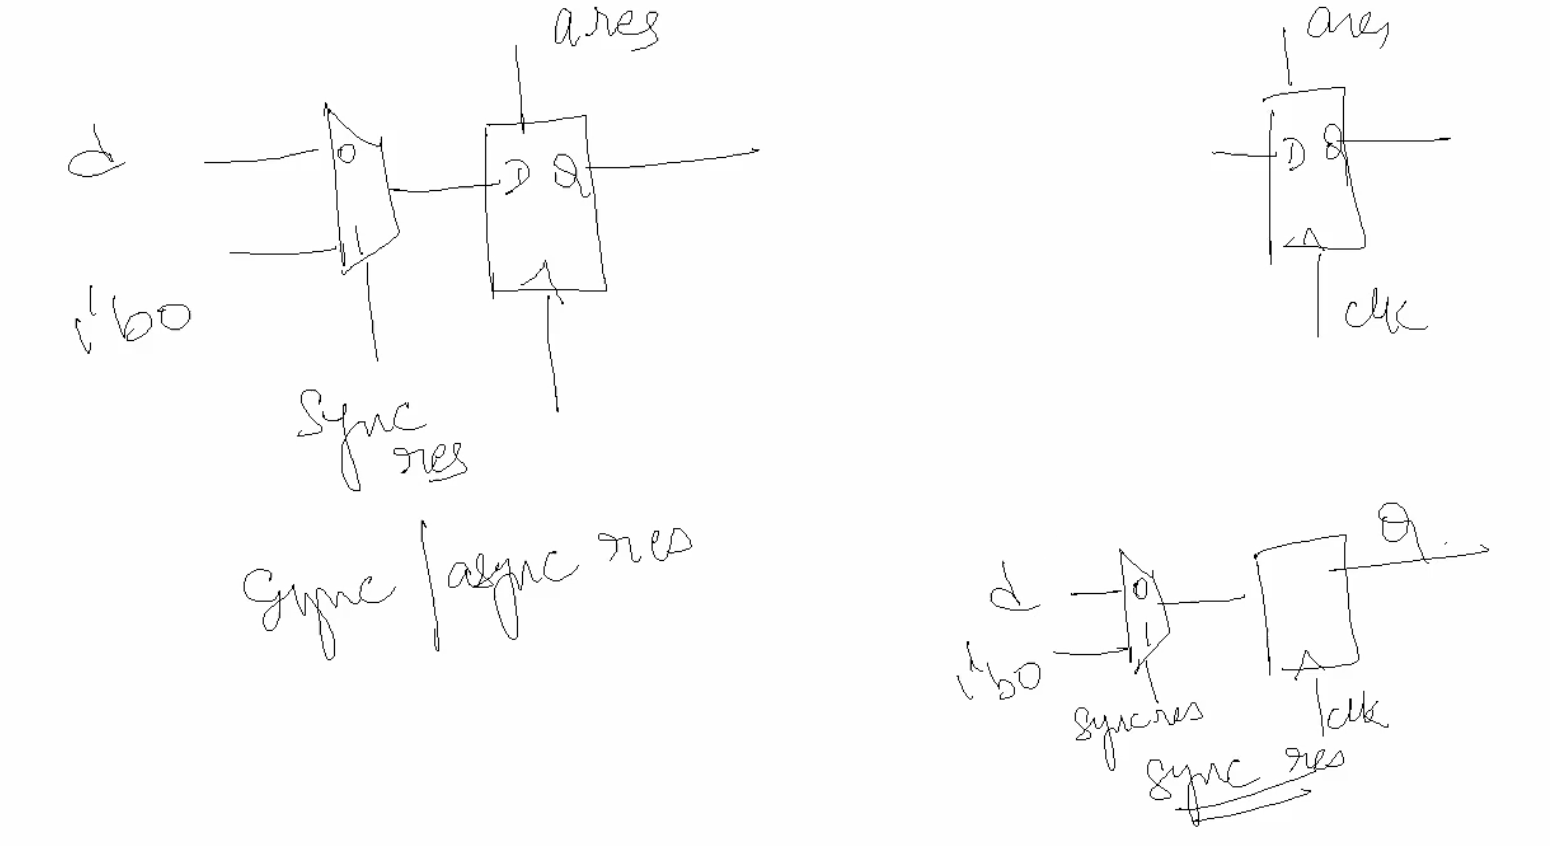 ares
d
0
D Q
1
1'b0
Sync
res
Sync / async res
ares
D Q
clk
Q
d
0
1'b0
1
syncres
clk
Sync res